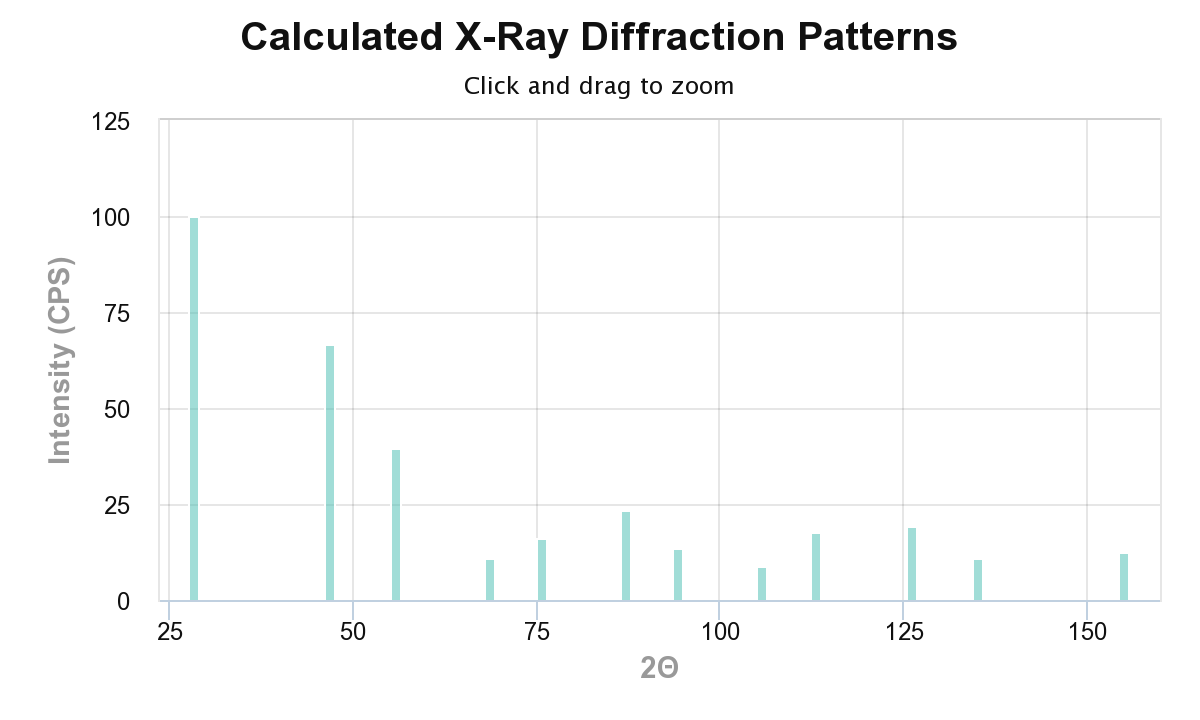 Calculated X-Ray Diffraction Patterns
Click and drag to zoom
125
100
75
50
25
0
Intensity (CPS)
25 50 75 100 125 150
2Θ